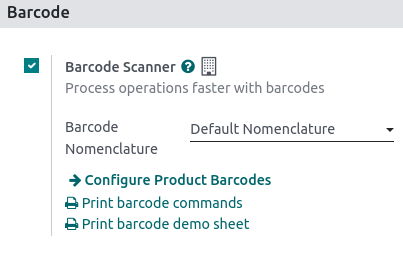 Barcode
Barcode Scanner ?
Process operations faster with barcodes
Barcode Nomenclature
Default Nomenclature
Configure Product Barcodes
Print barcode commands
Print barcode demo sheet